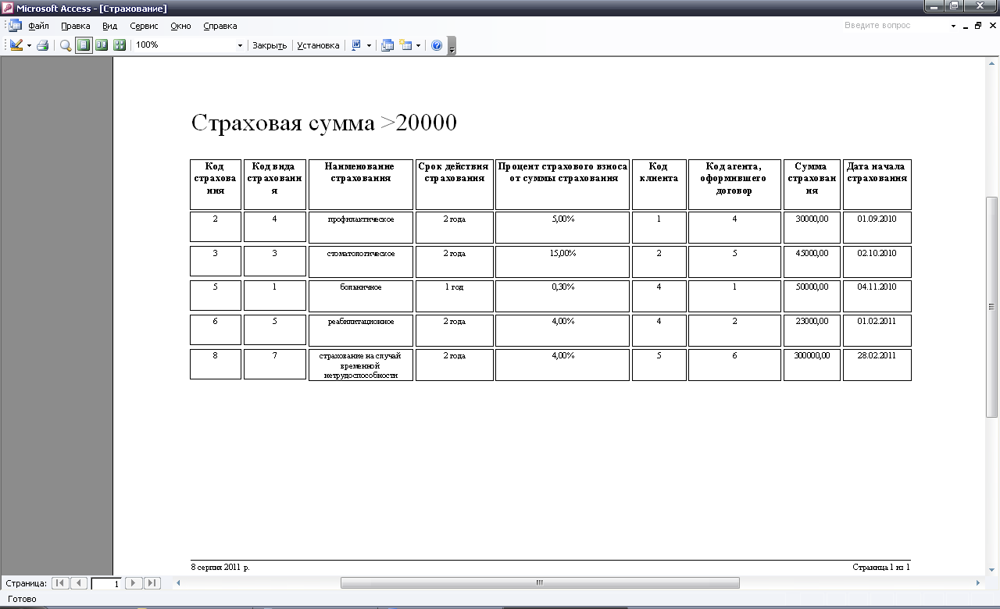 Microsoft Access - [Страхование]
Файл Правка Вид Сервис Окно Справка Введите вопрос
100% Закрыть Установка
Страховая сумма >20000
Код страхова ния Код вида страховани я Наименование страхования Срок действия страхования Процент страхового взноса от суммы страхования Код клиента Код агента, оформившего договор Сумма страхован ия Дата начала страхования
2 4 профилактическое 2 года 5,00% 1 4 30000,00 01.09.2010
3 3 стоматологическое 2 года 15,00% 2 5 45000,00 02.10.2010
5 1 больничное 1 год 0,30% 4 1 50000,00 04.11.2010
6 5 реабилитационное 2 года 4,00% 4 2 23000,00 01.02.2011
8 7 страхование на случай временной нетрудоспособности 2 года 4,00% 5 6 300000,00 28.02.2011
8 серпня 2011 р. Страница 1 из 1
Страница: 1
Готово